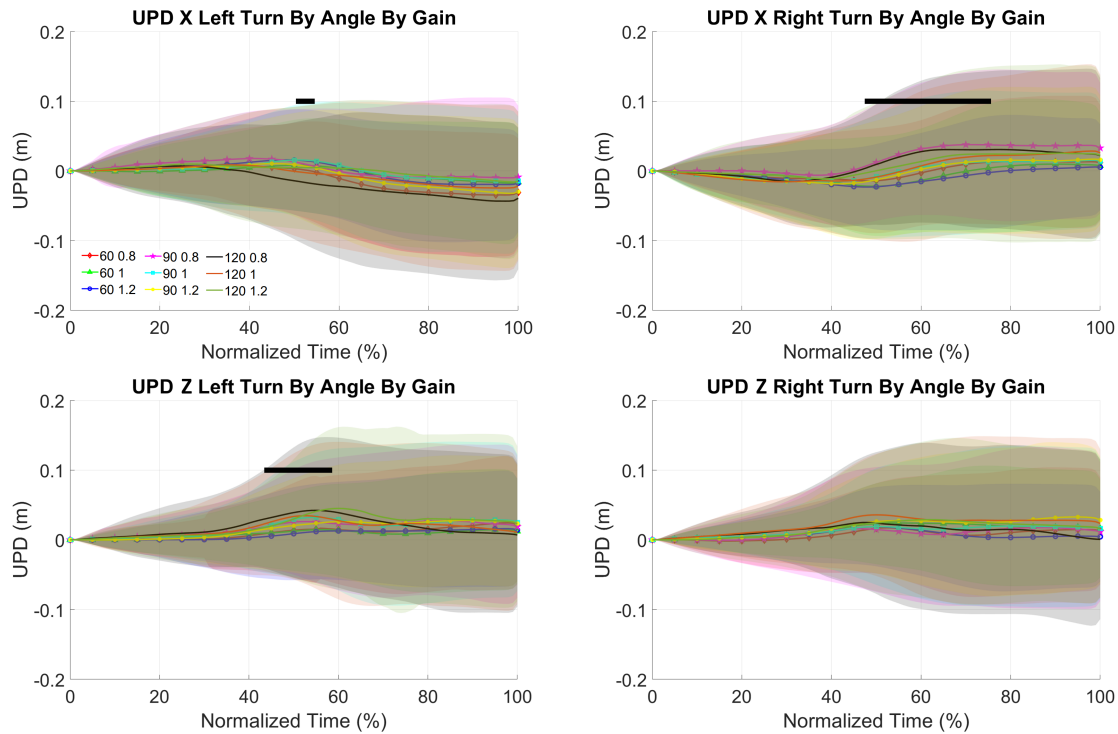 UPD X Left Turn By Angle By Gain
0.2
0.1
0
-0.1
-0.2
UPD (m)
60 0.8 90 0.8 120 0.8
60 1 90 1 120 1
60 1.2 90 1.2 120 1.2
0 20 40 60 80 100
Normalized Time (%)
UPD X Right Turn By Angle By Gain
0.2
0.1
0
-0.1
-0.2
UPD (m)
0 20 40 60 80 100
Normalized Time (%)
UPD Z Left Turn By Angle By Gain
0.2
0.1
0
-0.1
-0.2
UPD (m)
0 20 40 60 80 100
Normalized Time (%)
UPD Z Right Turn By Angle By Gain
0.2
0.1
0
-0.1
-0.2
UPD (m)
0 20 40 60 80 100
Normalized Time (%)